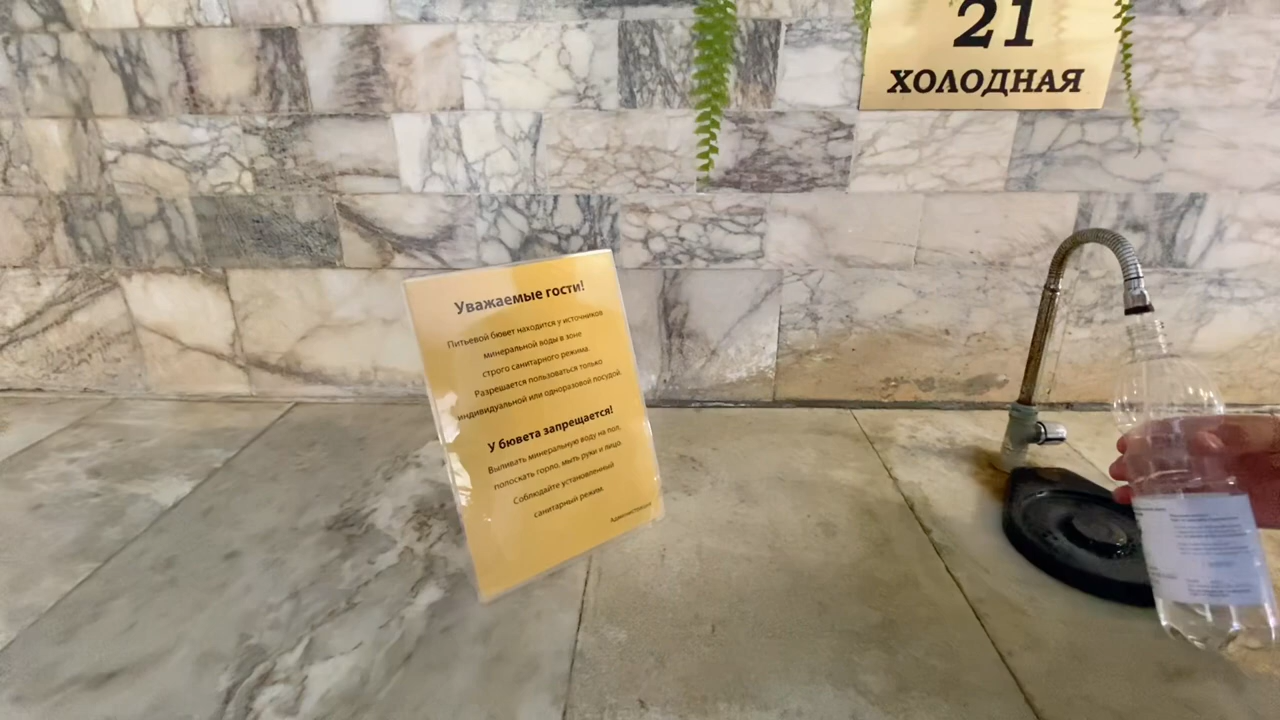 21
ХОЛОДНАЯ
Уважаемые гости!
Питьевой бювет находится у источников
минеральной воды в зоне
строго санитарного режима.
Разрешается пользоваться только
индивидуальной или одноразовой посудой.
У бювета запрещается!
Выливать минеральную воду на пол,
полоскать горло, мыть руки и лицо.
Соблюдайте установленный
санитарный режим.
Администрация